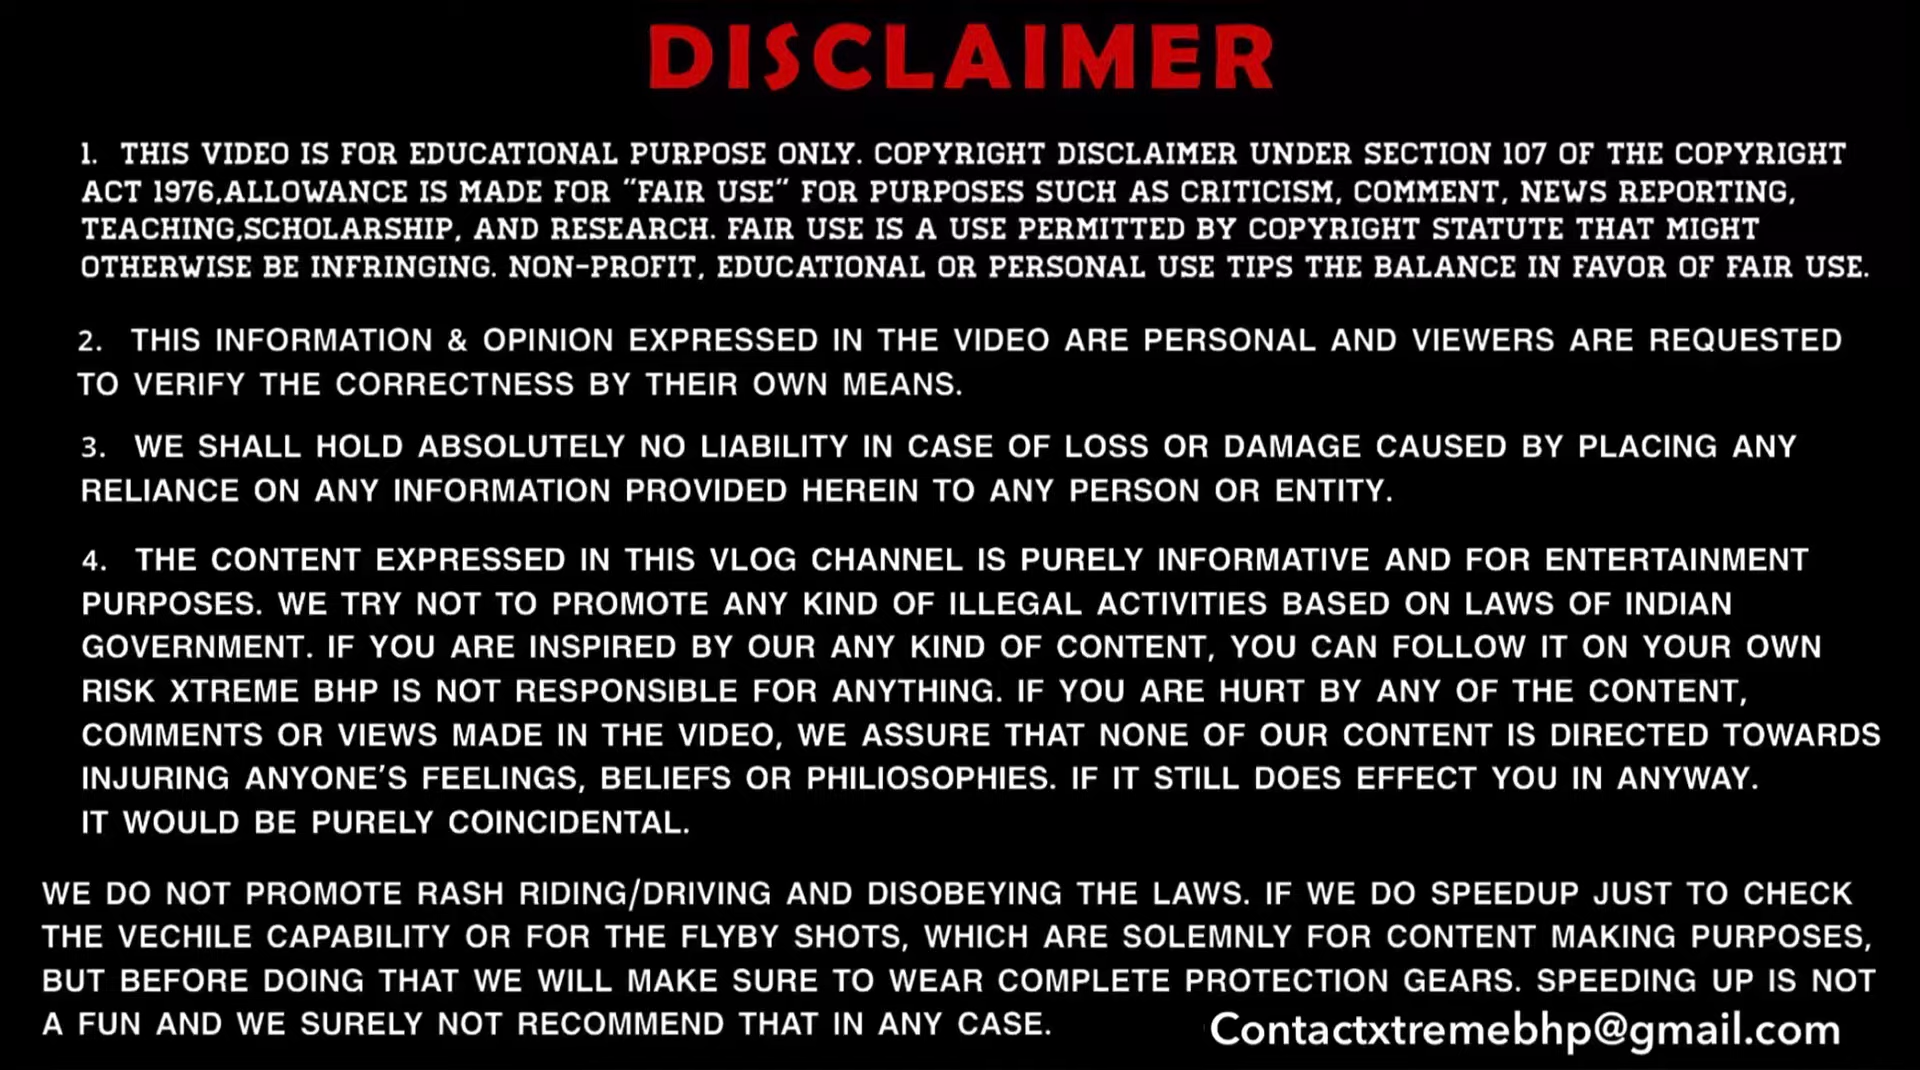 DISCLAIMER
1. THIS VIDEO IS FOR EDUCATIONAL PURPOSE ONLY. COPYRIGHT DISCLAIMER UNDER SECTION 107 OF THE COPYRIGHT
ACT 1976,ALLOWANCE IS MADE FOR "FAIR USE" FOR PURPOSES SUCH AS CRITICISM, COMMENT, NEWS REPORTING,
TEACHING,SCHOLARSHIP, AND RESEARCH. FAIR USE IS A USE PERMITTED BY COPYRIGHT STATUTE THAT MIGHT
OTHERWISE BE INFRINGING. NON-PROFIT, EDUCATIONAL OR PERSONAL USE TIPS THE BALANCE IN FAVOR OF FAIR USE.
2. THIS INFORMATION & OPINION EXPRESSED IN THE VIDEO ARE PERSONAL AND VIEWERS ARE REQUESTED
TO VERIFY THE CORRECTNESS BY THEIR OWN MEANS.
3. WE SHALL HOLD ABSOLUTELY NO LIABILITY IN CASE OF LOSS OR DAMAGE CAUSED BY PLACING ANY
RELIANCE ON ANY INFORMATION PROVIDED HEREIN TO ANY PERSON OR ENTITY.
4. THE CONTENT EXPRESSED IN THIS VLOG CHANNEL IS PURELY INFORMATIVE AND FOR ENTERTAINMENT
PURPOSES. WE TRY NOT TO PROMOTE ANY KIND OF ILLEGAL ACTIVITIES BASED ON LAWS OF INDIAN
GOVERNMENT. IF YOU ARE INSPIRED BY OUR ANY KIND OF CONTENT, YOU CAN FOLLOW IT ON YOUR OWN
RISK XTREME BHP IS NOT RESPONSIBLE FOR ANYTHING. IF YOU ARE HURT BY ANY OF THE CONTENT,
COMMENTS OR VIEWS MADE IN THE VIDEO, WE ASSURE THAT NONE OF OUR CONTENT IS DIRECTED TOWARDS
INJURING ANYONE'S FEELINGS, BELIEFS OR PHILIOSOPHIES. IF IT STILL DOES EFFECT YOU IN ANYWAY.
IT WOULD BE PURELY COINCIDENTAL.
WE DO NOT PROMOTE RASH RIDING/DRIVING AND DISOBEYING THE LAWS. IF WE DO SPEEDUP JUST TO CHECK
THE VECHILE CAPABILITY OR FOR THE FLYBY SHOTS, WHICH ARE SOLEMNLY FOR CONTENT MAKING PURPOSES,
BUT BEFORE DOING THAT WE WILL MAKE SURE TO WEAR COMPLETE PROTECTION GEARS. SPEEDING UP IS NOT
A FUN AND WE SURELY NOT RECOMMEND THAT IN ANY CASE.
Contactxtremebhp@gmail.com